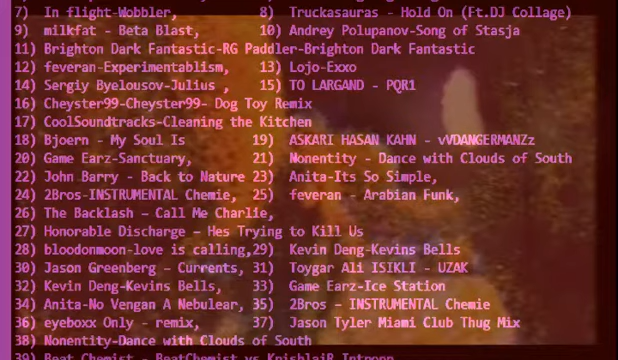 7) In flight-Wobbler, 8) Truckasauras - Hold On (Ft.DJ Collage)
9) milkfat - Beta Blast, 10) Andrey Polupanov-Song of Stasja
11) Brighton Dark Fantastic-RG Paddler-Brighton Dark Fantastic
12) feveran-Experimentablism, 13) Lojo-Exxo
14) Sergiy Byelousov-Julius , 15) TO LARGAND - PQR1
16) Cheyster99-Cheyster99- Dog Toy Remix
17) CoolSoundtracks-Cleaning the Kitchen
18) Bjoern - My Soul Is 19) ASKARI HASAN KAHN - vVDANGERMANZz
20) Game Earz-Sanctuary, 21) Nonentity - Dance with Clouds of South
22) John Barry - Back to Nature 23) Anita-Its So Simple,
24) 2Bros-INSTRUMENTAL Chemie, 25) feveran - Arabian Funk,
26) The Backlash – Call Me Charlie,
27) Honorable Discharge – Hes Trying to Kill Us
28) bloodonmoon-love is calling,29) Kevin Deng-Kevins Bells
30) Jason Greenberg – Currents, 31) Toygar Ali ISIKLI - UZAK
32) Kevin Deng-Kevins Bells, 33) Game Earz-Ice Station
34) Anita-No Vengan A Nebulear, 35) 2Bros – INSTRUMENTAL Chemie
36) eyeboxx Only - remix, 37) Jason Tyler Miami Club Thug Mix
38) Nonentity-Dance with Clouds of South
39) Beat Chemist - BeatChemist vs